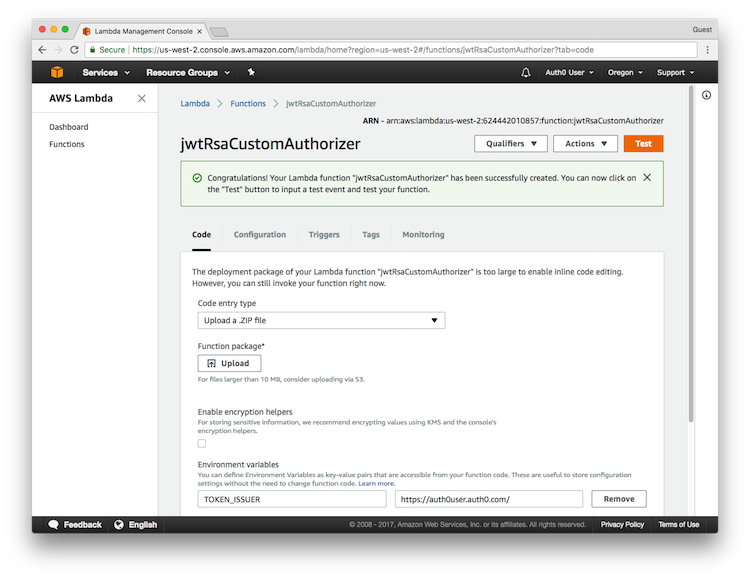 Lambda Management Console
Guest
Secure https://us-west-2.console.aws.amazon.com/lambda/home?region=us-west-2#/functions/jwtRsaCustomAuthorizer?tab=code
Services Resource Groups Auth0 User Oregon Support
AWS Lambda
Dashboard
Functions
Lambda Functions jwtRsaCustomAuthorizer
ARN - arn:aws:lambda:us-west-2:624442010857:function:jwtRsaCustomAuthorizer
jwtRsaCustomAuthorizer
Qualifiers Actions Test
Congratulations! Your Lambda function "jwtRsaCustomAuthorizer" has been successfully created. You can now click on
the "Test" button to input a test event and test your function.
Code Configuration Triggers Tags Monitoring
The deployment package of your Lambda function "jwtRsaCustomAuthorizer" is too large to enable inline code editing.
However, you can still invoke your function right now.
Code entry type
Upload a .ZIP file
Function package*
Upload
For files larger than 10 MB, consider uploading via S3.
Enable encryption helpers
For storing sensitive information, we recommend encrypting values using KMS and the console's
encryption helpers.
Environment variables
You can define Environment Variables as key-value pairs that are accessible from your function code. These are useful to store configuration
settings without the need to change function code. Learn more.
TOKEN_ISSUER https://auth0user.auth0.com/ Remove
Feedback English © 2008 - 2017, Amazon Web Services, Inc. or its affiliates. All rights reserved. Privacy Policy Terms of Use